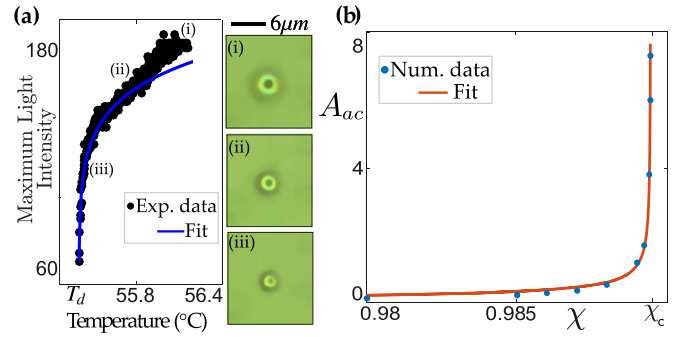 (a)
180
Maximum Light
Intensity
60
(i)
(ii)
(iii)
Exp. data
Fit
T_d
55.8
56.4
Temperature (°C)
6μm
(i)
(ii)
(iii)
(b)
8
A_ac
4
0
Num. data
Fit
0.98
0.985
χ
χ_c